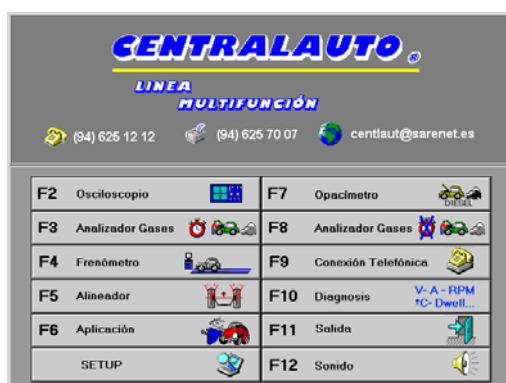 CENTRALAUTO ®
LINEA
MULTIFUNCIÓN
(94) 625 12 12 (94) 625 70 07 centlaut@sarenet.es
F2 Osciloscopio F7 Opacímetro DIESEL
F3 Analizador Gases F8 Analizador Gases
F4 Frenómetro F9 Conexión Telefónica
F5 Alineador F10 Diagnosis V- A - RPM
ºC- Dwell...
F6 Aplicación F11 Salida
SETUP F12 Sonido